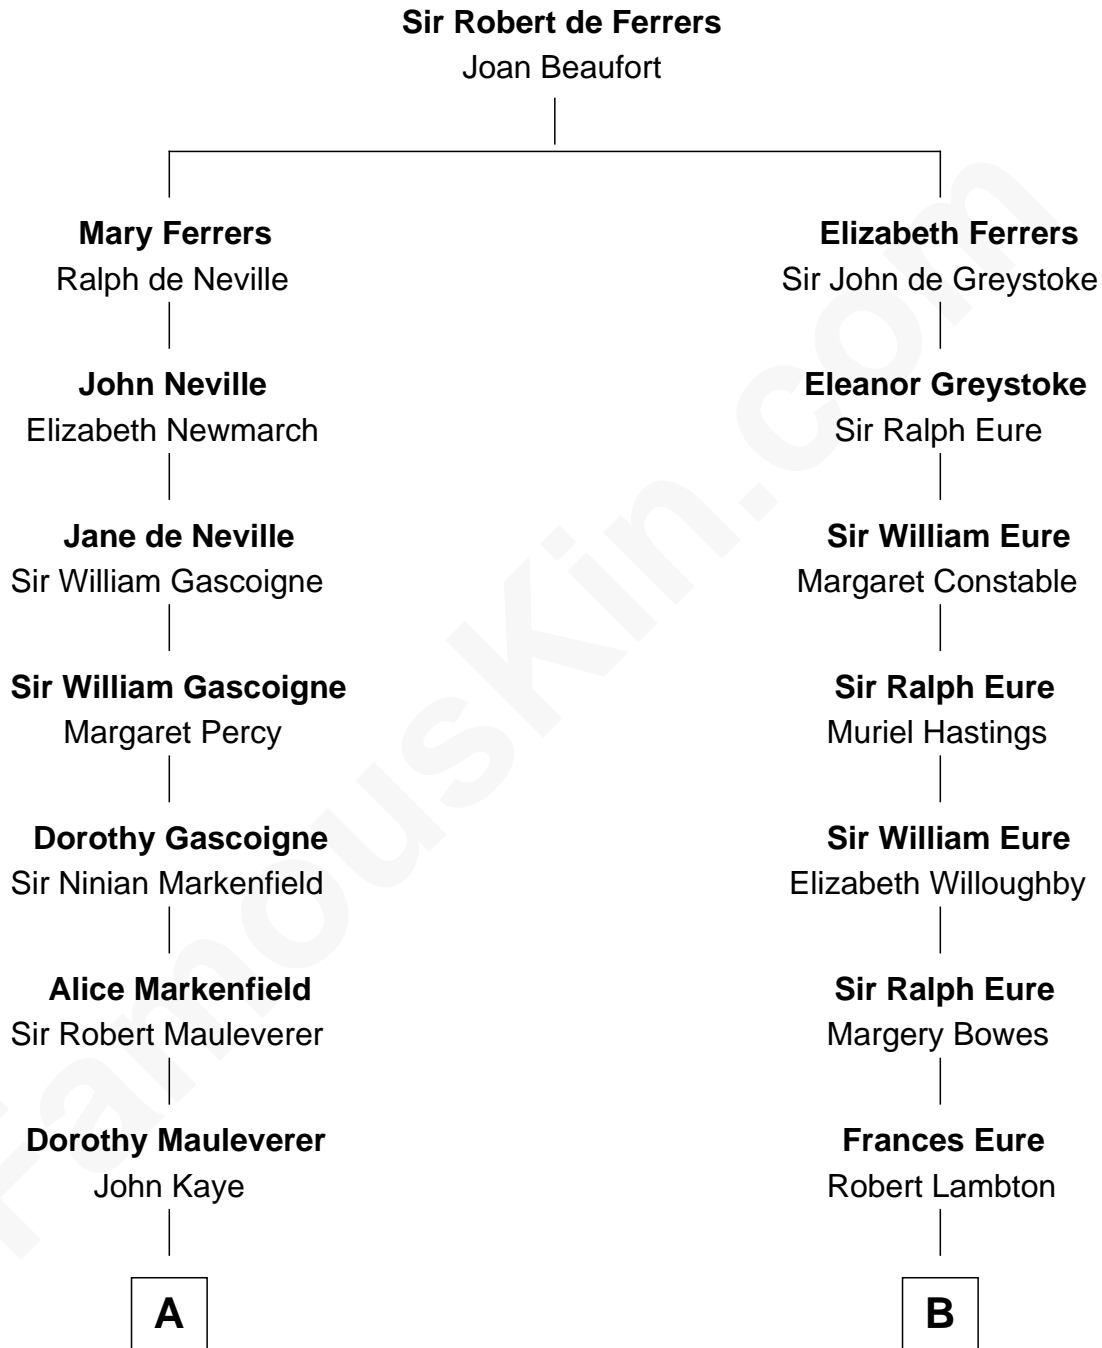 Sir Robert de Ferrers
Joan Beaufort
Mary Ferrers
Ralph de Neville
Elizabeth Ferrers
Sir John de Greystoke
John Neville
Elizabeth Newmarch
Eleanor Greystoke
Sir Ralph Eure
Jane de Neville
Sir William Gascoigne
Sir William Eure
Margaret Constable
Sir William Gascoigne
Margaret Percy
Sir Ralph Eure
Muriel Hastings
Dorothy Gascoigne
Sir Ninian Markenfield
Sir William Eure
Elizabeth Willoughby
Alice Markenfield
Sir Robert Mauleverer
Sir Ralph Eure
Margery Bowes
Dorothy Mauleverer
John Kaye
Frances Eure
Robert Lambton
A
B
FamousKin.com